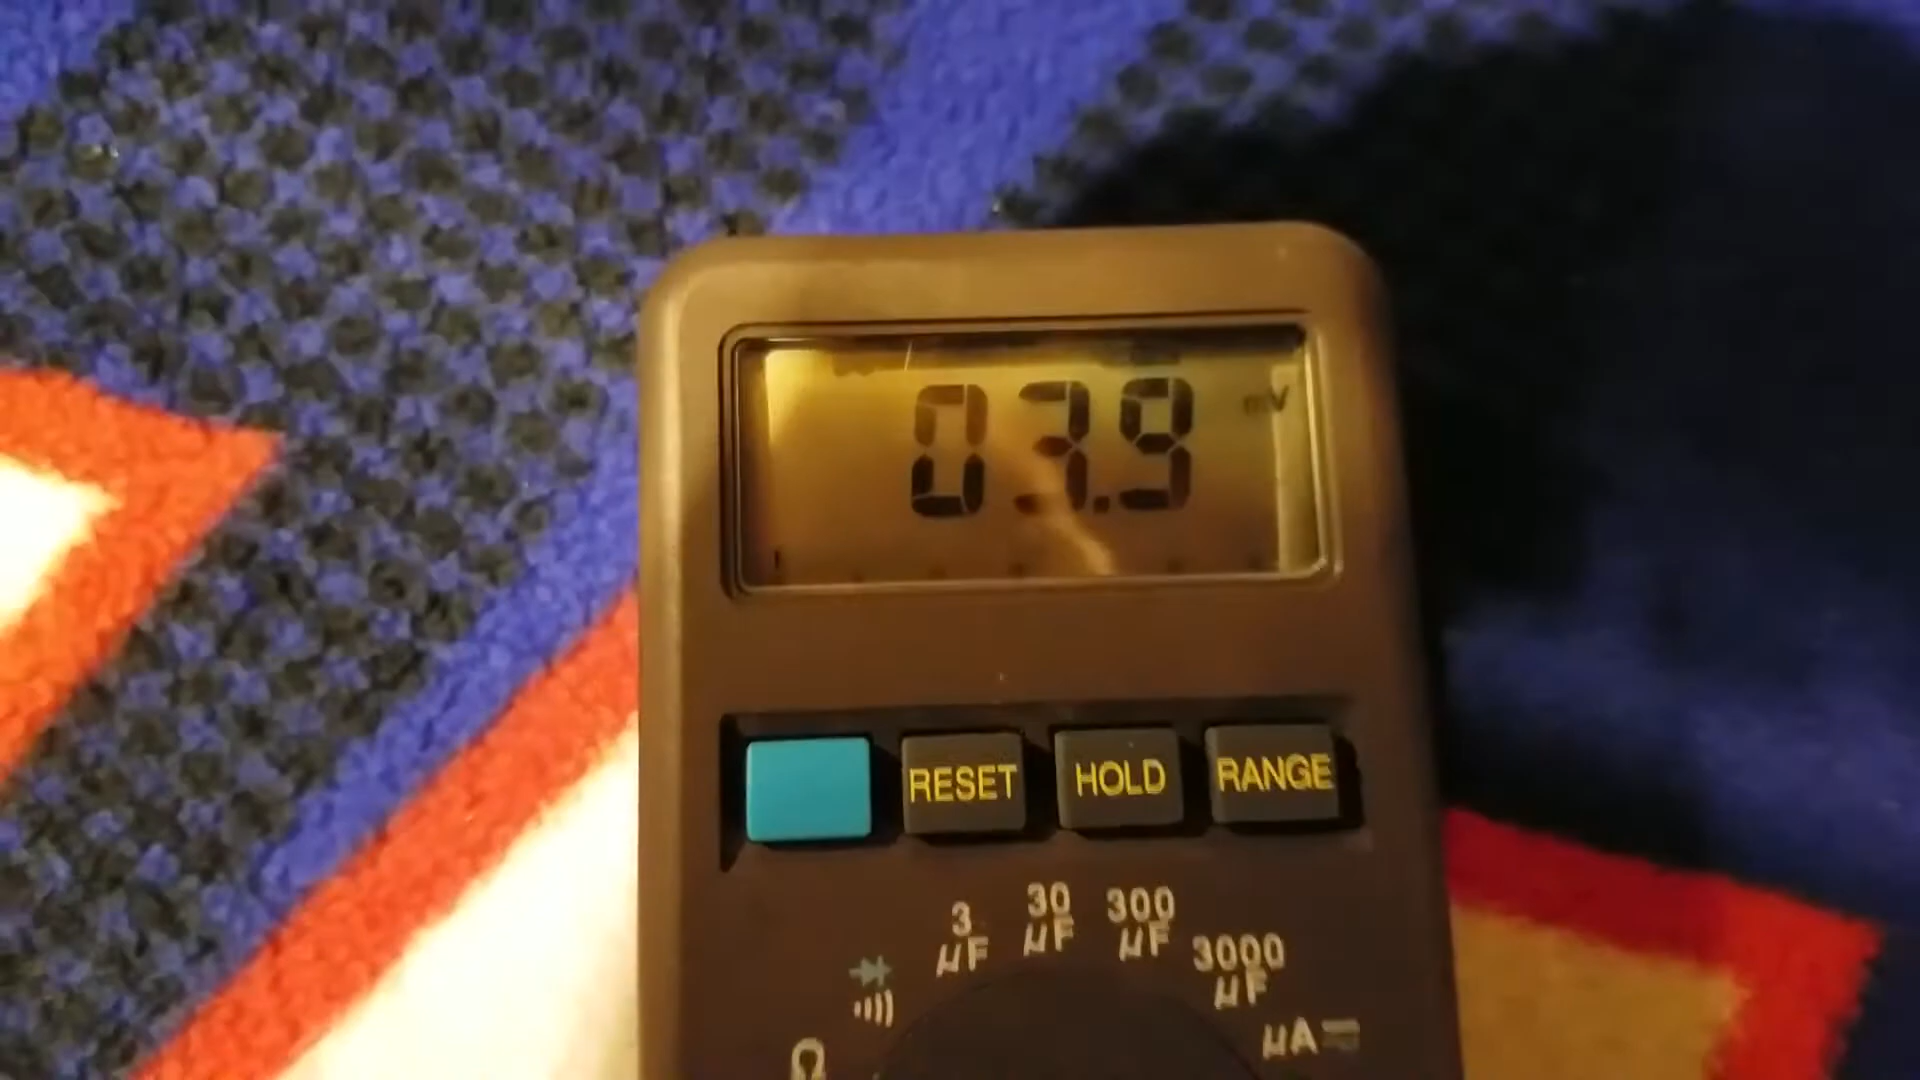 03.9 mV
RESET HOLD RANGE
3 µF 30 µF 300 µF 3000 µF
µA
Ω